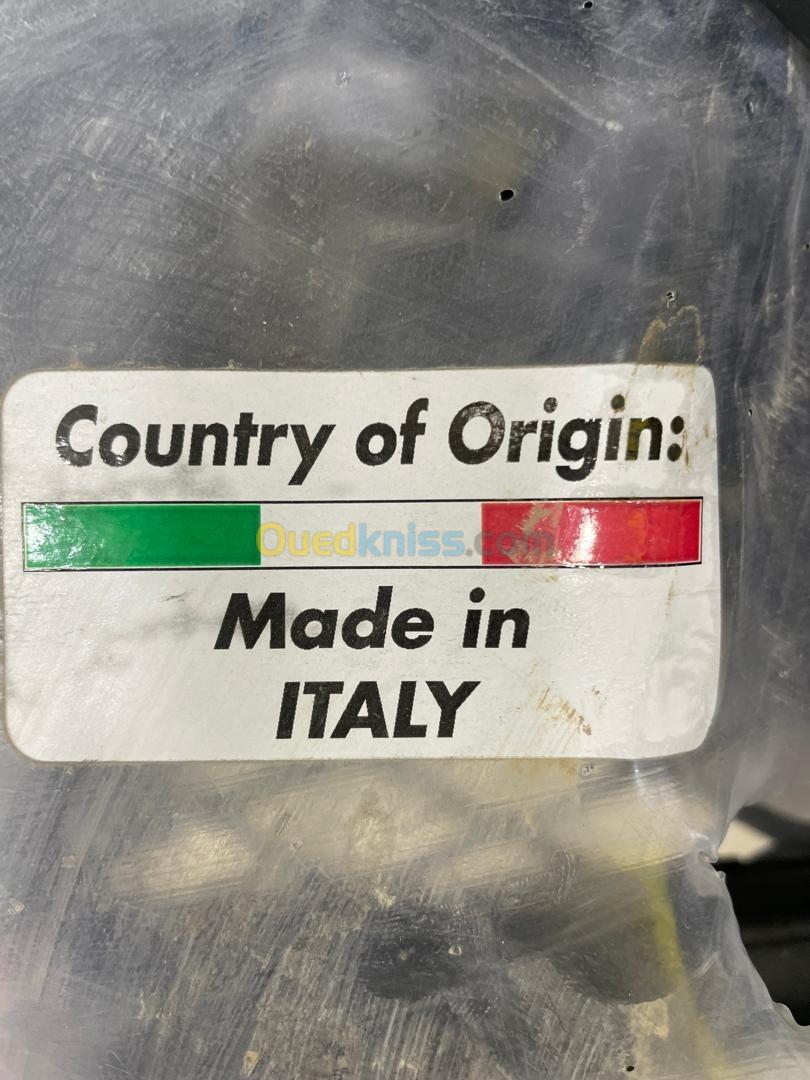 Country of Origin:
Ouedkniss.com
Made in
ITALY